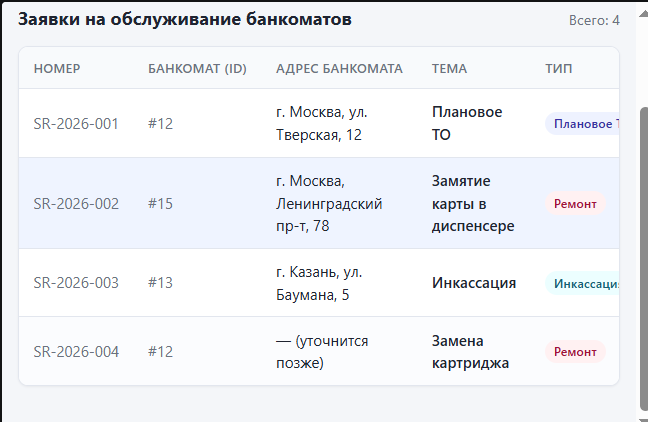 Заявки на обслуживание банкоматов
Всего: 4
НОМЕР БАНКОМАТ (ID) АДРЕС БАНКОМАТА ТЕМА ТИП
SR-2026-001 #12 г. Москва, ул. Тверская, 12 Плановое ТО Плановое
SR-2026-002 #15 г. Москва, Ленинградский пр-т, 78 Замятие карты в диспенсере Ремонт
SR-2026-003 #13 г. Казань, ул. Баумана, 5 Инкассация Инкассаци
SR-2026-004 #12 — (уточнится позже) Замена картриджа Ремонт